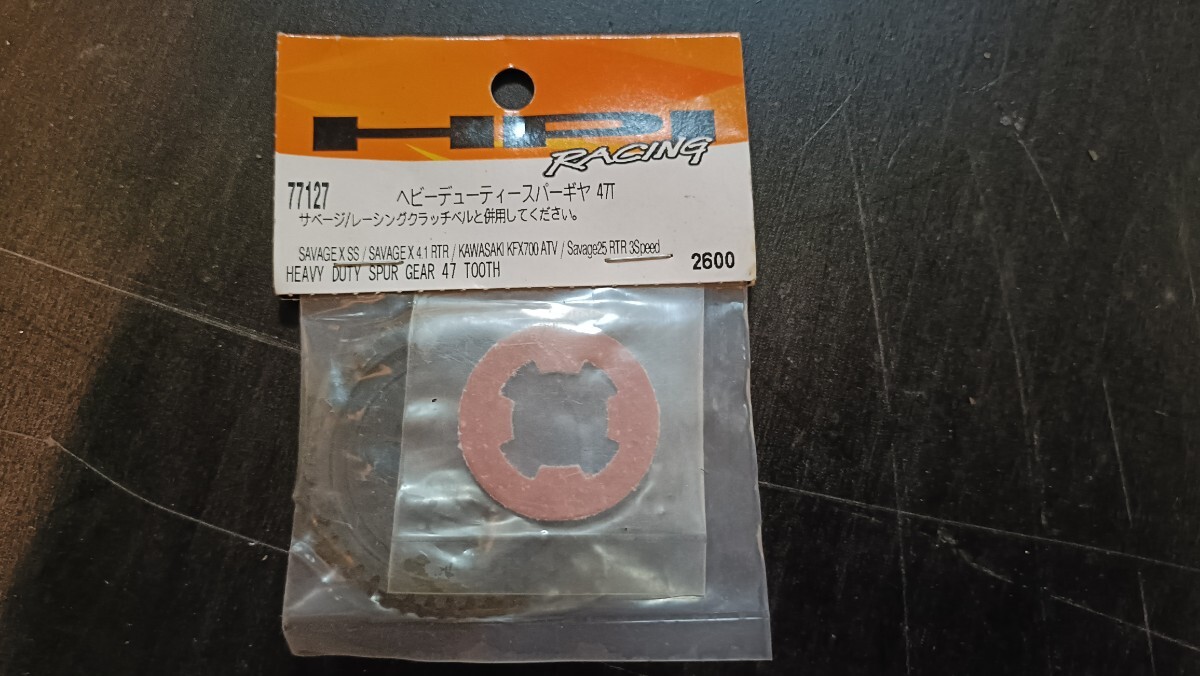 HPI
RACING
77127 ヘビーデューティースパーギヤ 47T
サベージ/レーシングクラッチベルと併用してください。
SAVAGE X SS / SAVAGE X 4.1 RTR / KAWASAKI KFX700 ATV / Savage25 RTR 3Speed
HEAVY DUTY SPUR GEAR 47 TOOTH 2600